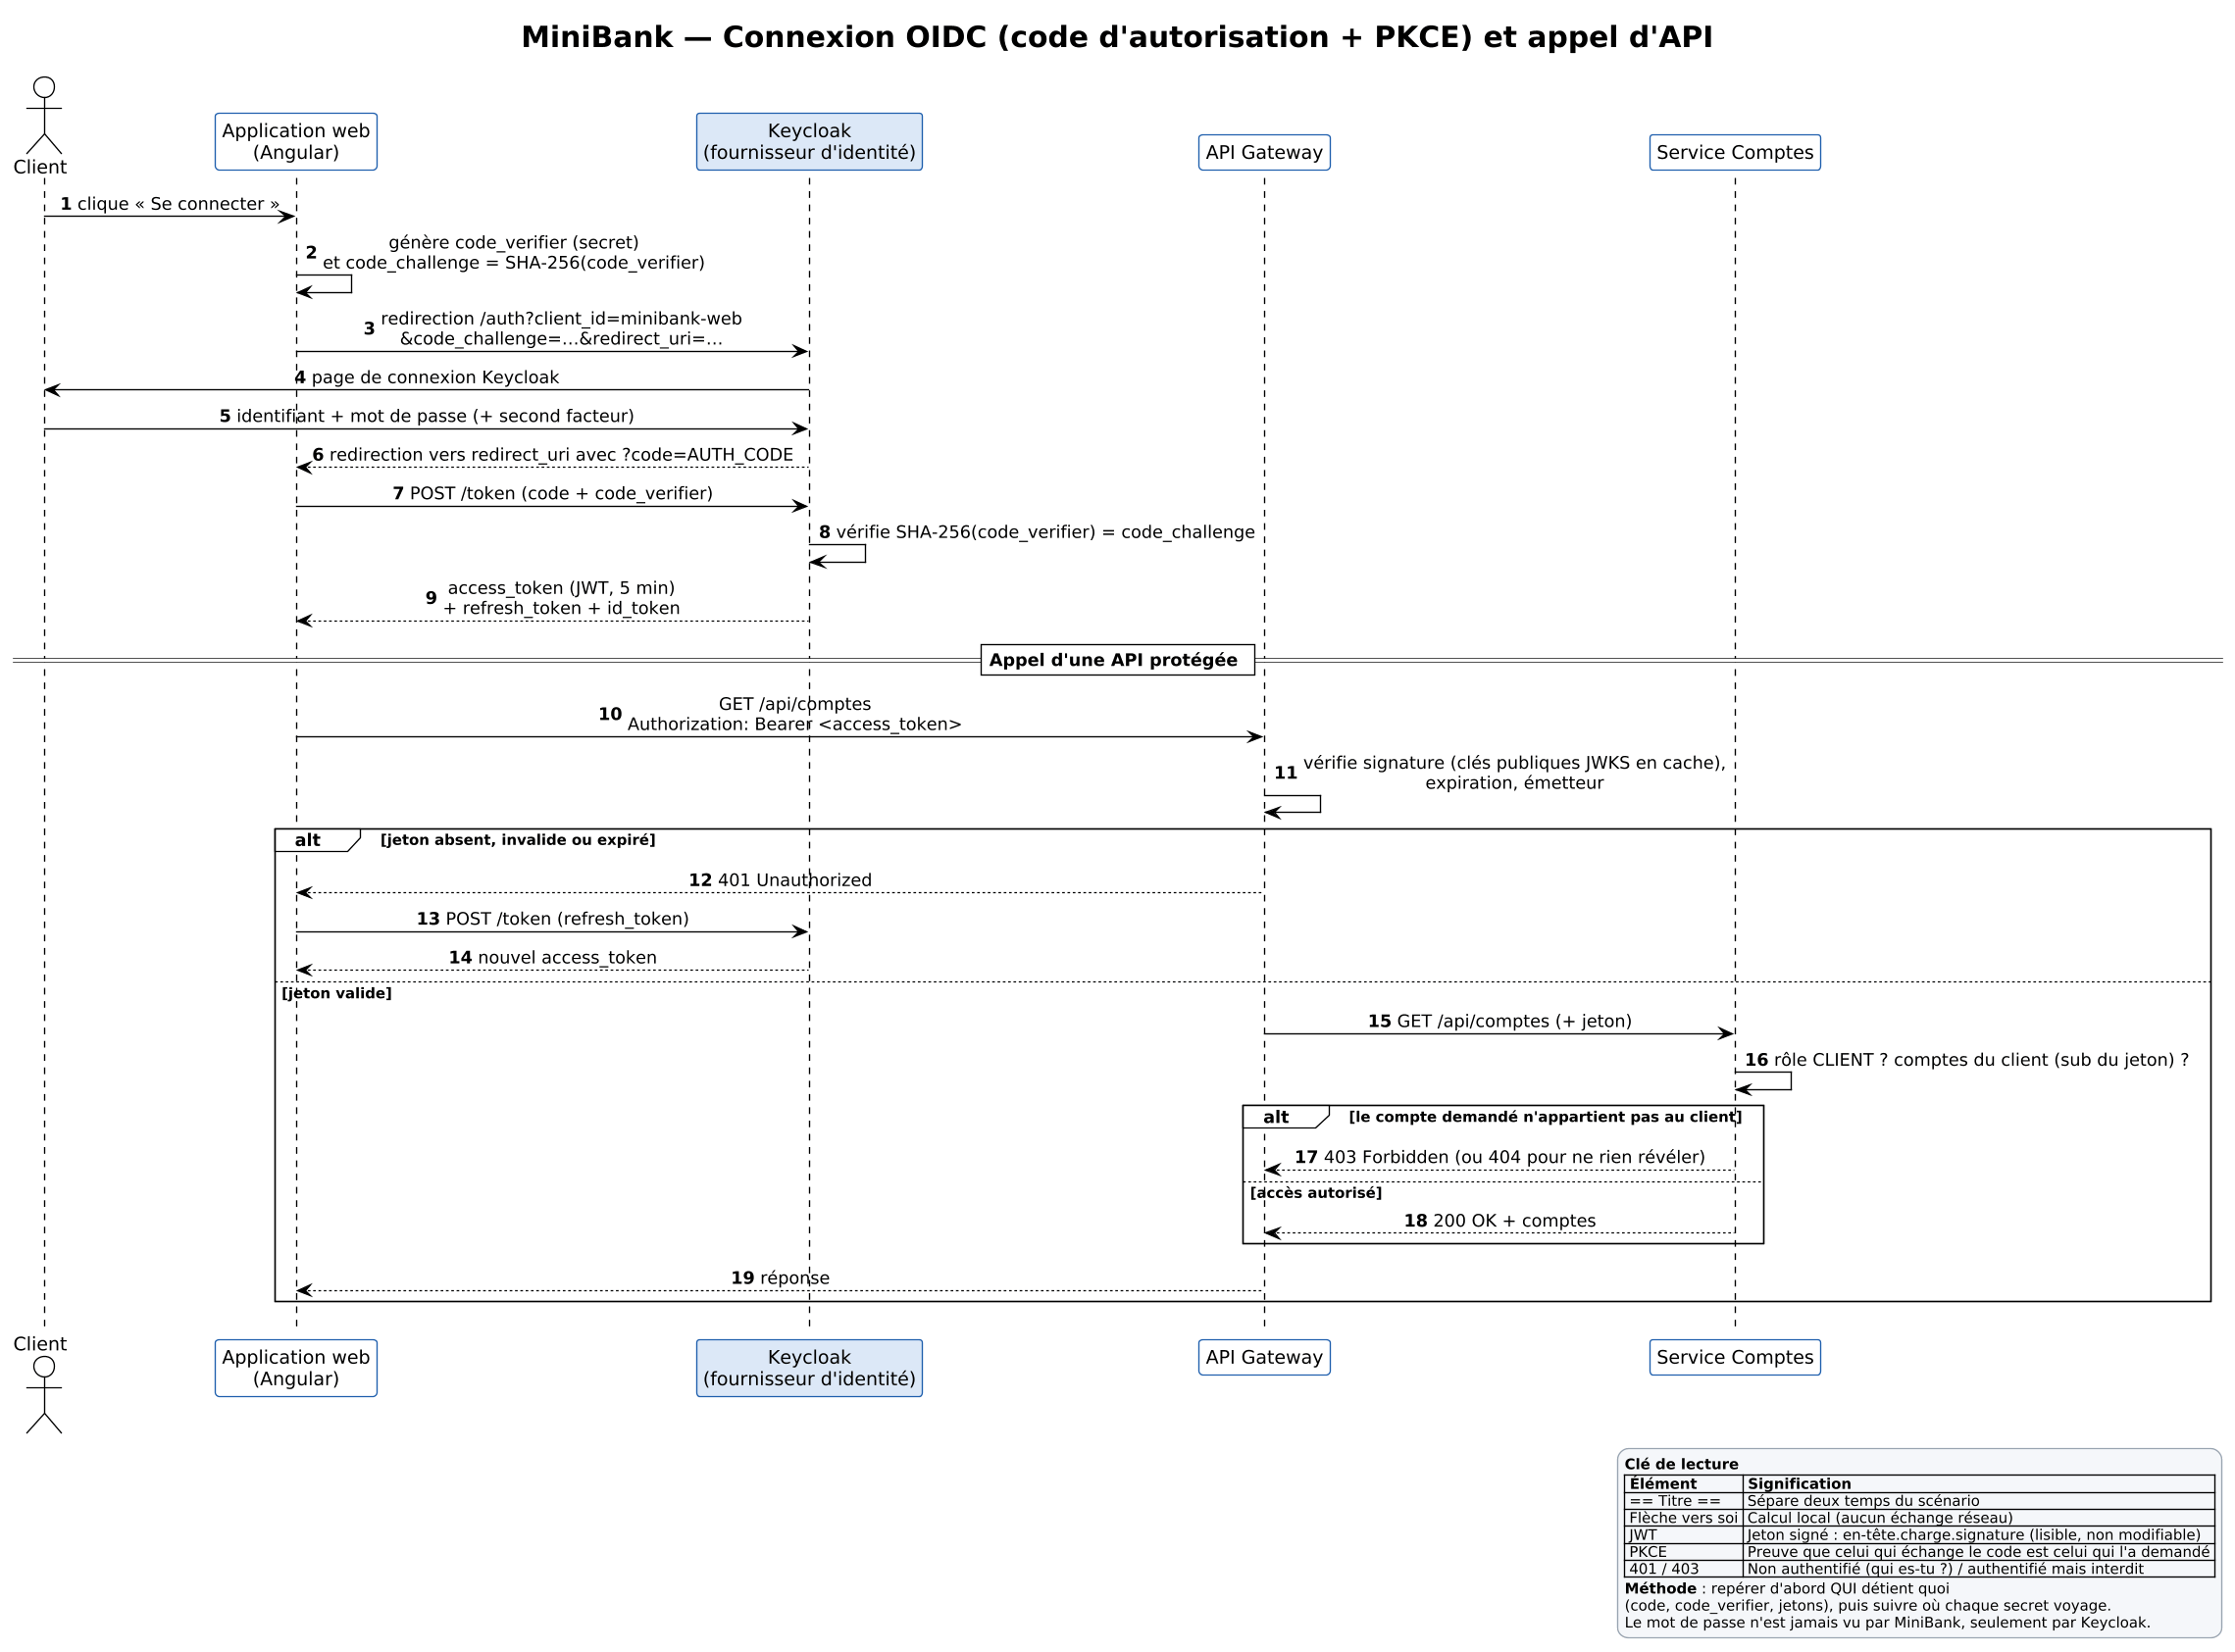 MiniBank — Connexion OIDC (code d'autorisation + PKCE) et appel d'API
Client
Application web
(Angular)
Keycloak
(fournisseur d'identité)
API Gateway
Service Comptes
1 clique « Se connecter »
2 génère code_verifier (secret)
et code_challenge = SHA-256(code_verifier)
3 redirection /auth?client_id=minibank-web
&code_challenge=...&redirect_uri=...
4 page de connexion Keycloak
5 identifiant + mot de passe (+ second facteur)
6 redirection vers redirect_uri avec ?code=AUTH_CODE
7 POST /token (code + code_verifier)
8 vérifie SHA-256(code_verifier) = code_challenge
9 access_token (JWT, 5 min)
+ refresh_token + id_token
Appel d'une API protégée
10 GET /api/comptes
Authorization: Bearer <access_token>
11 vérifie signature (clés publiques JWKS en cache),
expiration, émetteur
alt [jeton absent, invalide ou expiré]
12 401 Unauthorized
13 POST /token (refresh_token)
14 nouvel access_token
[jeton valide]
15 GET /api/comptes (+ jeton)
16 rôle CLIENT ? comptes du client (sub du jeton) ?
alt [le compte demandé n'appartient pas au client]
17 403 Forbidden (ou 404 pour ne rien révéler)
[accès autorisé]
18 200 OK + comptes
19 réponse
Client
Application web
(Angular)
Keycloak
(fournisseur d'identité)
API Gateway
Service Comptes
Clé de lecture
Élément Signification
== Titre == Sépare deux temps du scénario
Flèche vers soi Calcul local (aucun échange réseau)
JWT Jeton signé : en-tête.charge.signature (lisible, non modifiable)
PKCE Preuve que celui qui échange le code est celui qui l'a demandé
401 / 403 Non authentifié (qui es-tu ?) / authentifié mais interdit
Méthode : repérer d'abord QUI détient quoi
(code, code_verifier, jetons), puis suivre où chaque secret voyage.
Le mot de passe n'est jamais vu par MiniBank, seulement par Keycloak.